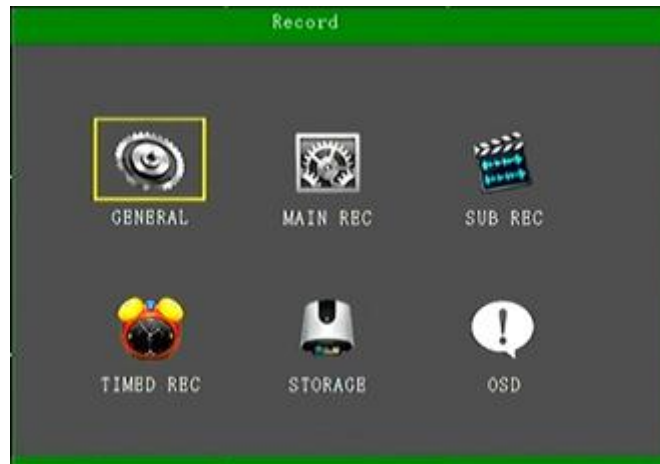 Record
GENERAL
MAIN REC
SUB REC
TIMED REC
STORAGE
OSD